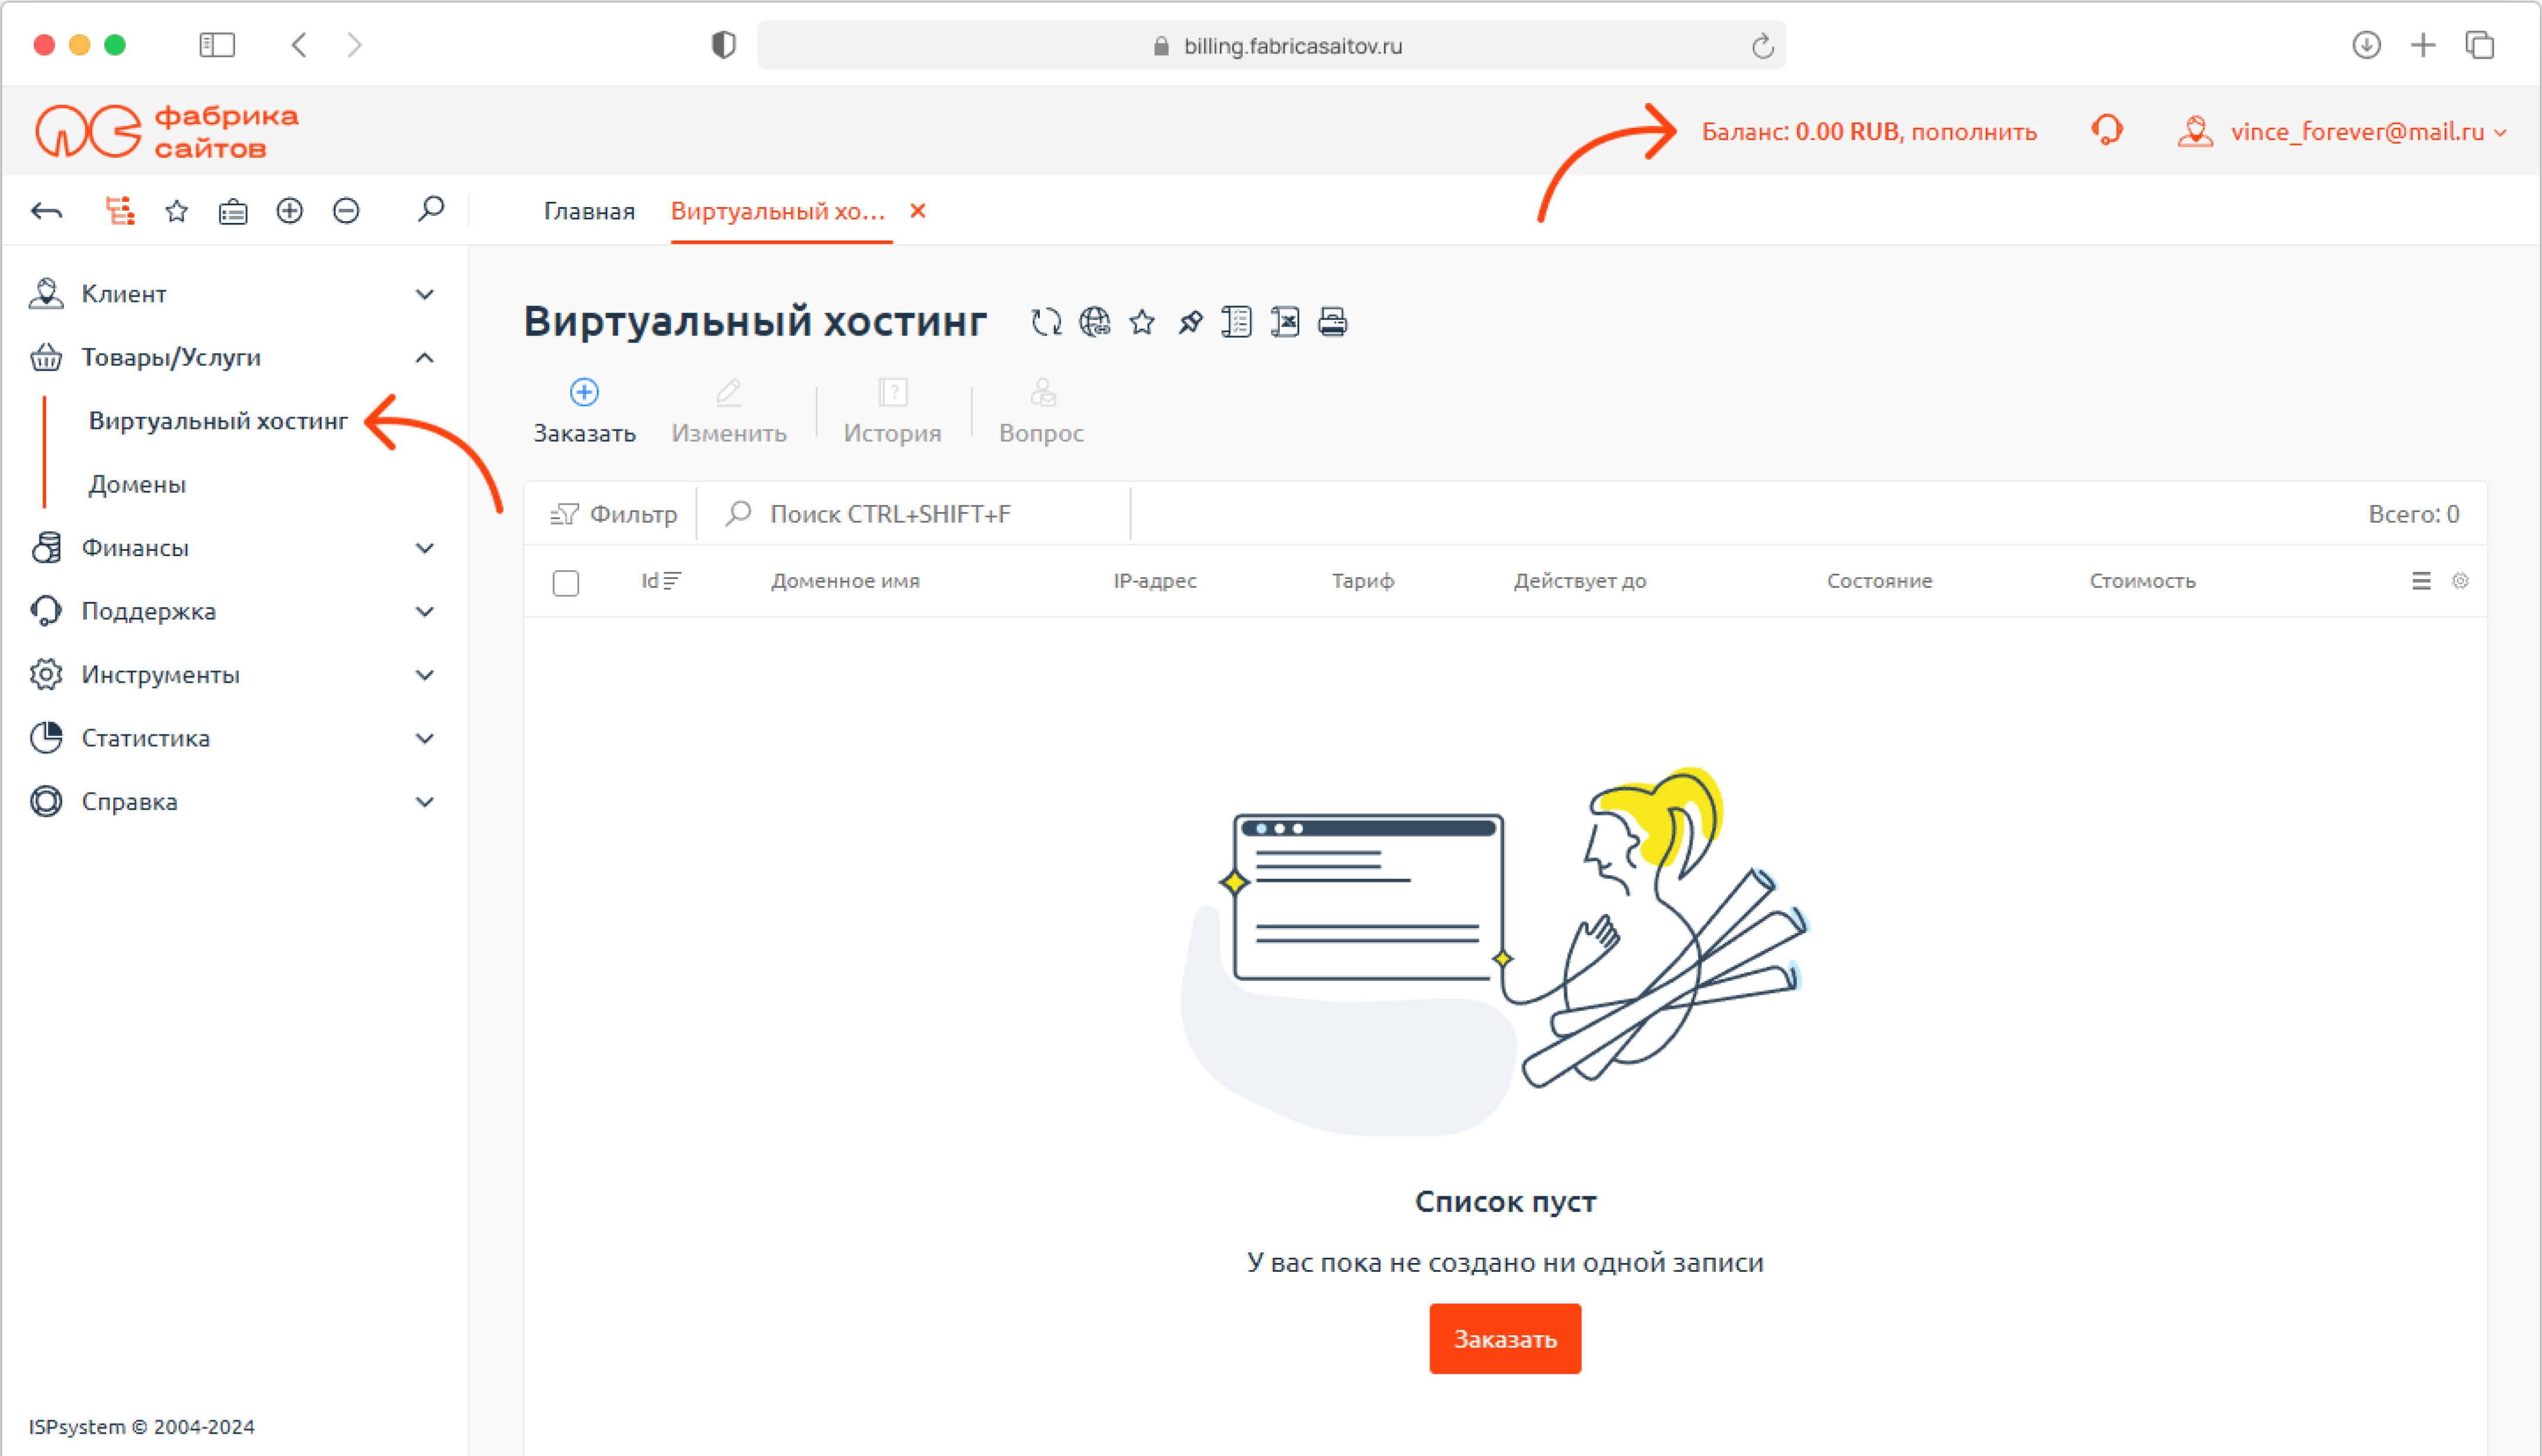 billing.fabricasaitov.ru
фабрика
сайтов
Баланс: 0.00 RUB, пополнить
vince_forever@mail.ru
Главная
Виртуальный хо...
Клиент
Товары/Услуги
Виртуальный хостинг
Домены
Финансы
Поддержка
Инструменты
Статистика
Справка
ISPsystem © 2004-2024
Виртуальный хостинг
Заказать
Изменить
История
Вопрос
Фильтр
Поиск CTRL+SHIFT+F
Всего: 0
Id
Доменное имя
IP-адрес
Тариф
Действует до
Состояние
Стоимость
Список пуст
У вас пока не создано ни одной записи
Заказать